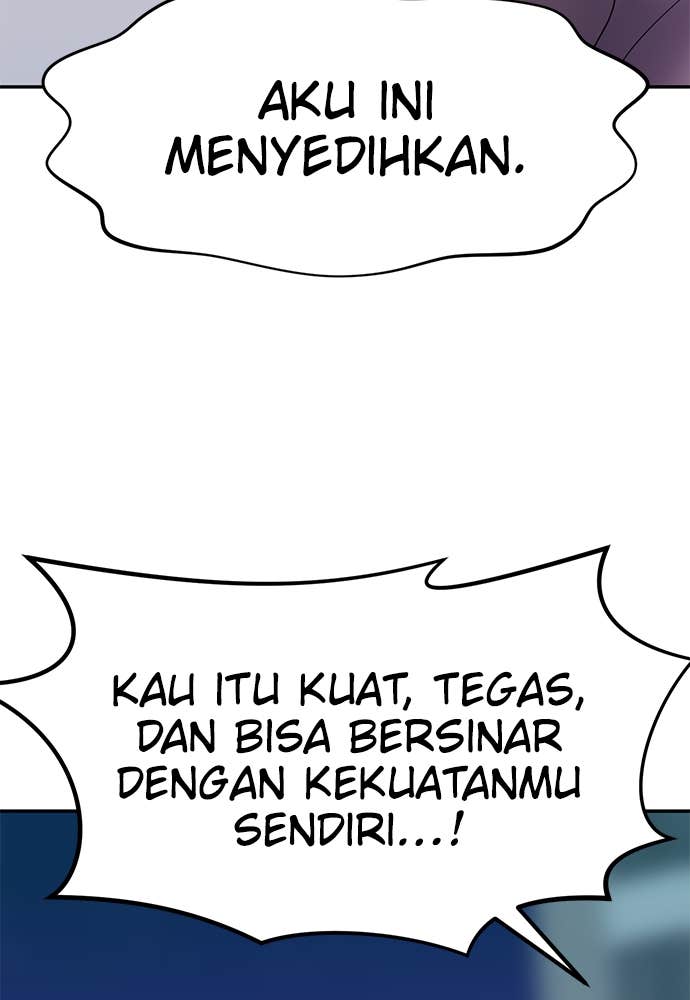 AKU INI
MENYEDIHKAN.
KAU ITU KUAT, TEGAS,
DAN BISA BERSINAR
DENGAN KEKUATANMU
SENDIRI...!